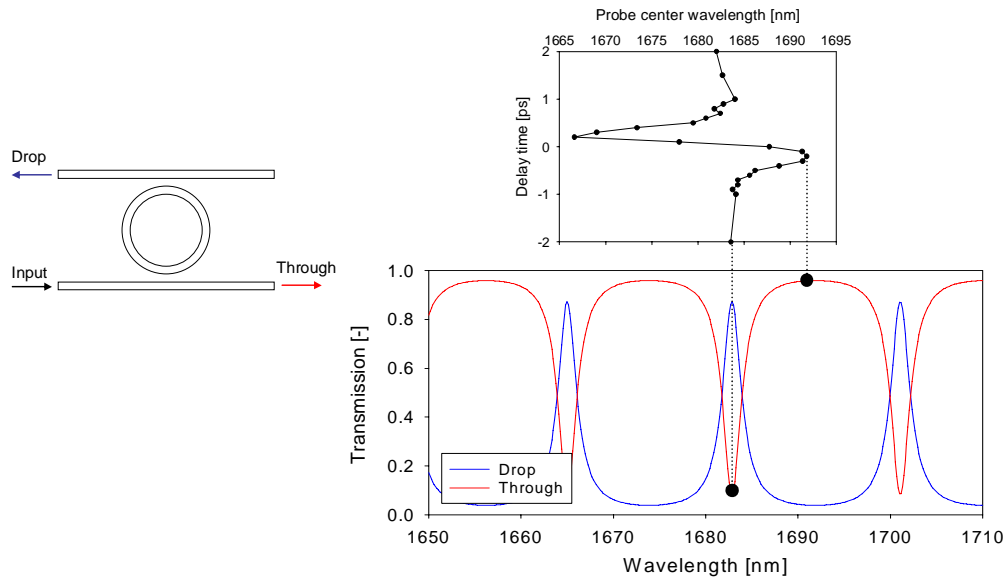 Drop
Input
Through
Probe center wavelength [nm]
1665 1670 1675 1680 1685 1690 1695
2
1
0
-1
-2
Delay time [ps]
1.0
0.8
0.6
0.4
0.2
0.0
Transmission [-]
Drop
Through
1650 1660 1670 1680 1690 1700 1710
Wavelength [nm]